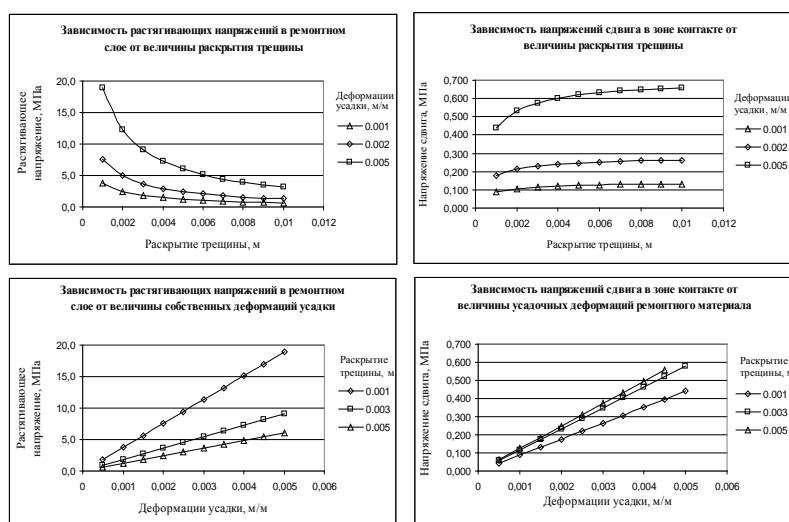 Зависимость растягивающих напряжений в ремонтном
слое от величины раскрытия трещины
Растягивающее
напряжение, МПа
20,0
15,0
10,0
5,0
0,0
0
0,002
0,004
0,006
0,008
0,01
0,012
Раскрытие трещины, м
Деформации
усадки, м/м
0.001
0.002
0.005
Зависимость напряжений сдвига в зоне контакте от
величины раскрытия трещины
Напряжение сдвига, МПа
0,700
0,600
0,500
0,400
0,300
0,200
0,100
0,000
0
0,002
0,004
0,006
0,008
0,01
0,012
Раскрытие трещины, м
Деформации
усадки, м/м
0.001
0.002
0.005
Зависимость растягивающих напряжений в ремонтном
слое от величины собственных деформаций усадки
Растягивающее
напряжение, МПа
20,0
15,0
10,0
5,0
0,0
0
0,001
0,002
0,003
0,004
0,005
0,006
Деформации усадки, м/м
Раскрытие
трещины, м
0.001
0.003
0.005
Зависимость напряжений сдвига в зоне контакте от
величины усадочных деформаций ремонтного материала
Напряжение сдвига, МПа
0,700
0,600
0,500
0,400
0,300
0,200
0,100
0,000
0
0,001
0,002
0,003
0,004
0,005
0,006
Деформации усадки, м/м
Раскрытие
трещины, м
0.001
0.003
0.005